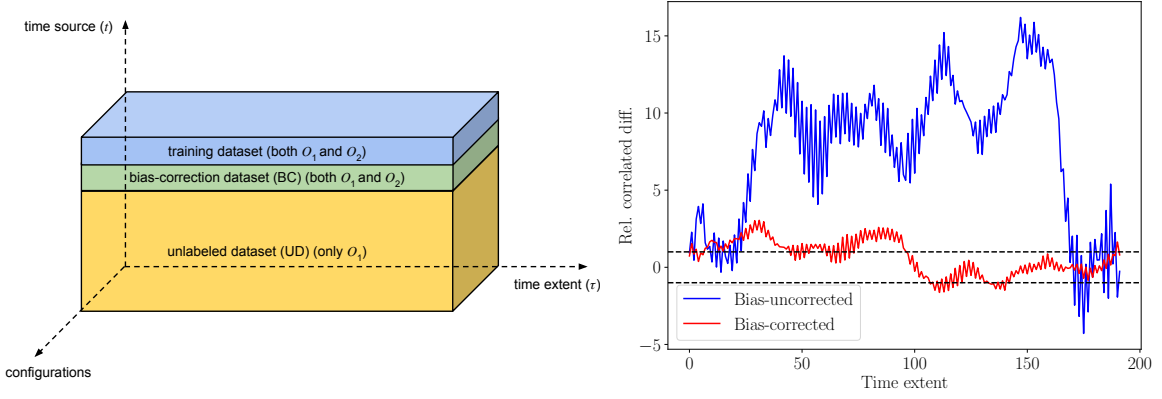 time source (t)
training dataset (both O₁ and O₂)
bias-correction dataset (BC) (both O₁ and O₂)
unlabeled dataset (UD) (only O₁)
time extent (τ)
configurations
Rel. correlated diff.
15
10
5
0
−5
Bias-uncorrected
Bias-corrected
0
50
100
150
200
Time extent